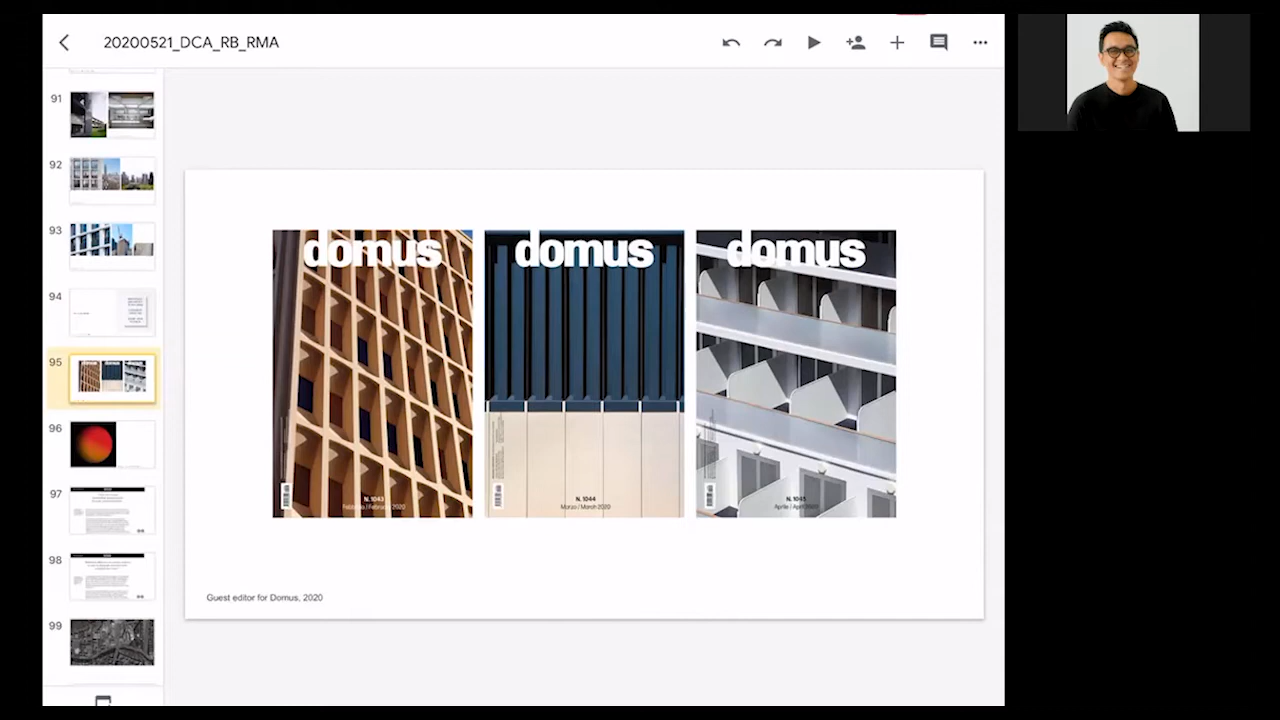 20200521_DCA_RB_RMA
91
92
93
94
95
96
97
98
99
domus
domus
domus
N. 1043
Febbraio / February 2020
N. 1044
Marzo / March 2020
N. 1045
Aprile / April 2020
Guest editor for Domus, 2020